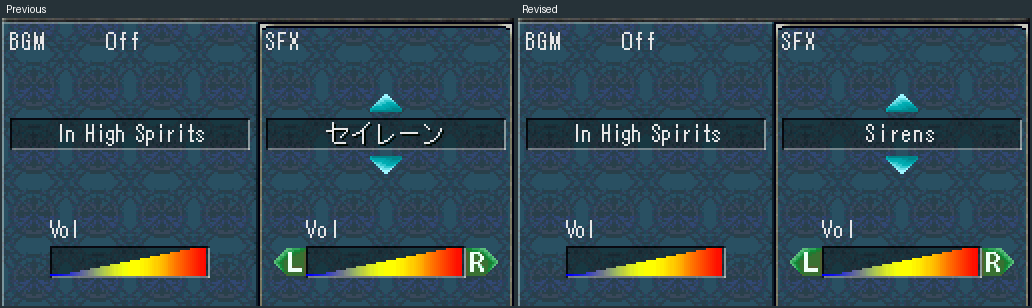 Previous
BGM Off
SFX
In High Spirits
セイレーン
Vol
Vol
L
R
Revised
BGM Off
SFX
In High Spirits
Sirens
Vol
Vol
L
R